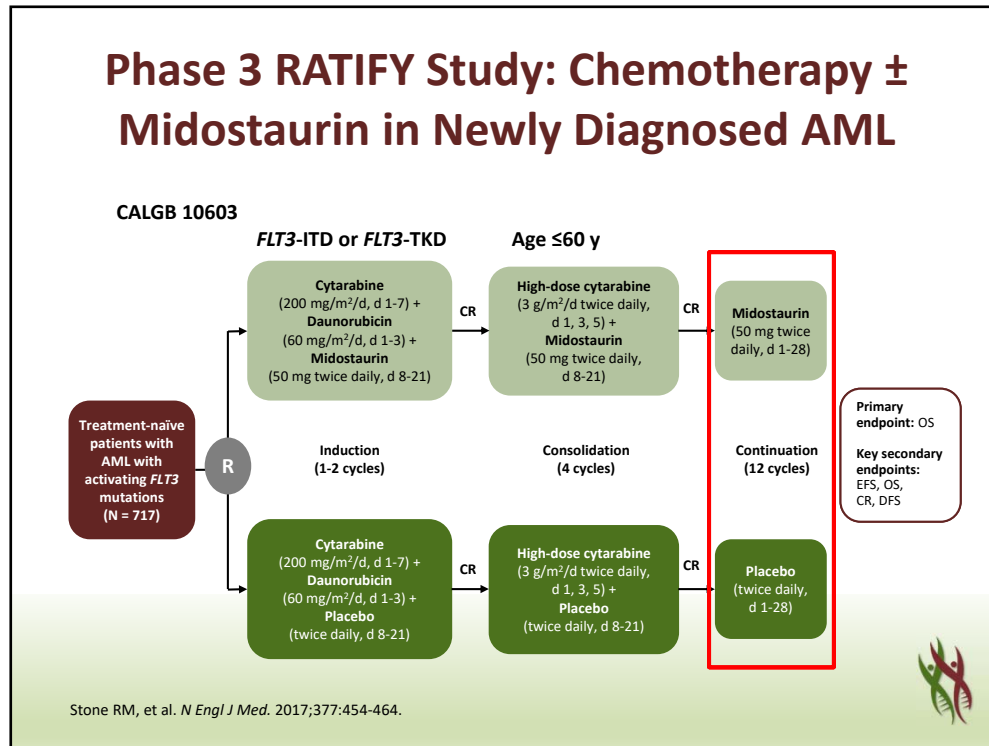 Phase 3 RATIFY Study: Chemotherapy ±
Midostaurin in Newly Diagnosed AML
CALGB 10603
FLT3-ITD or FLT3-TKD
Age ≤60 y
Cytarabine
(200 mg/m²/d, d 1-7) +
Daunorubicin
(60 mg/m²/d, d 1-3) +
Midostaurin
(50 mg twice daily, d 8-21)
CR
High-dose cytarabine
(3 g/m²/d twice daily,
d 1, 3, 5) +
Midostaurin
(50 mg twice daily,
d 8-21)
CR
Midostaurin
(50 mg twice
daily, d 1-28)
Treatment-naïve
patients with
AML with
activating FLT3
mutations
(N = 717)
R
Induction
(1-2 cycles)
Consolidation
(4 cycles)
Continuation
(12 cycles)
Primary
endpoint: OS
Key secondary
endpoints:
EFS, OS,
CR, DFS
Cytarabine
(200 mg/m²/d, d 1-7) +
Daunorubicin
(60 mg/m²/d, d 1-3) +
Placebo
(twice daily, d 8-21)
CR
High-dose cytarabine
(3 g/m²/d twice daily,
d 1, 3, 5) +
Placebo
(twice daily, d 8-21)
CR
Placebo
(twice daily,
d 1-28)
Stone RM, et al. N Engl J Med. 2017;377:454-464.